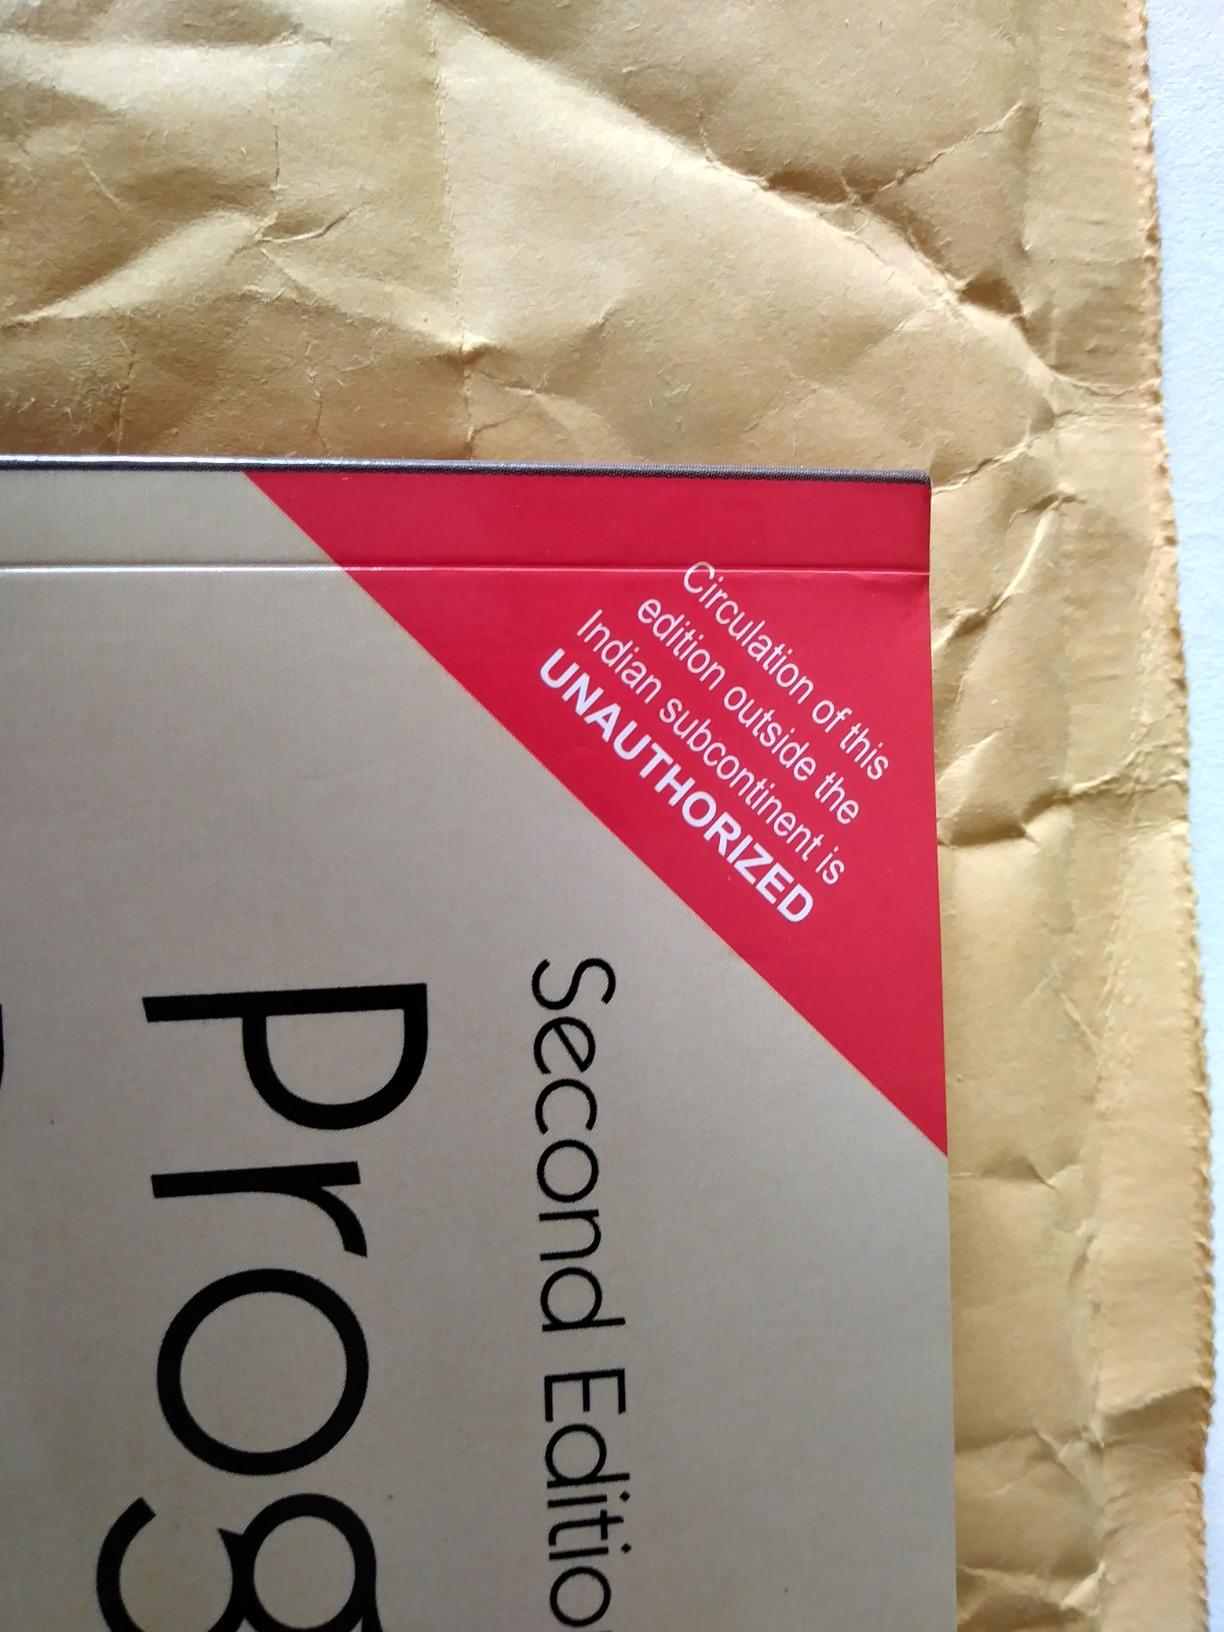 Circulation of this
edition outside the
Indian subcontinent is
UNAUTHORIZED
Second Editio
Prog